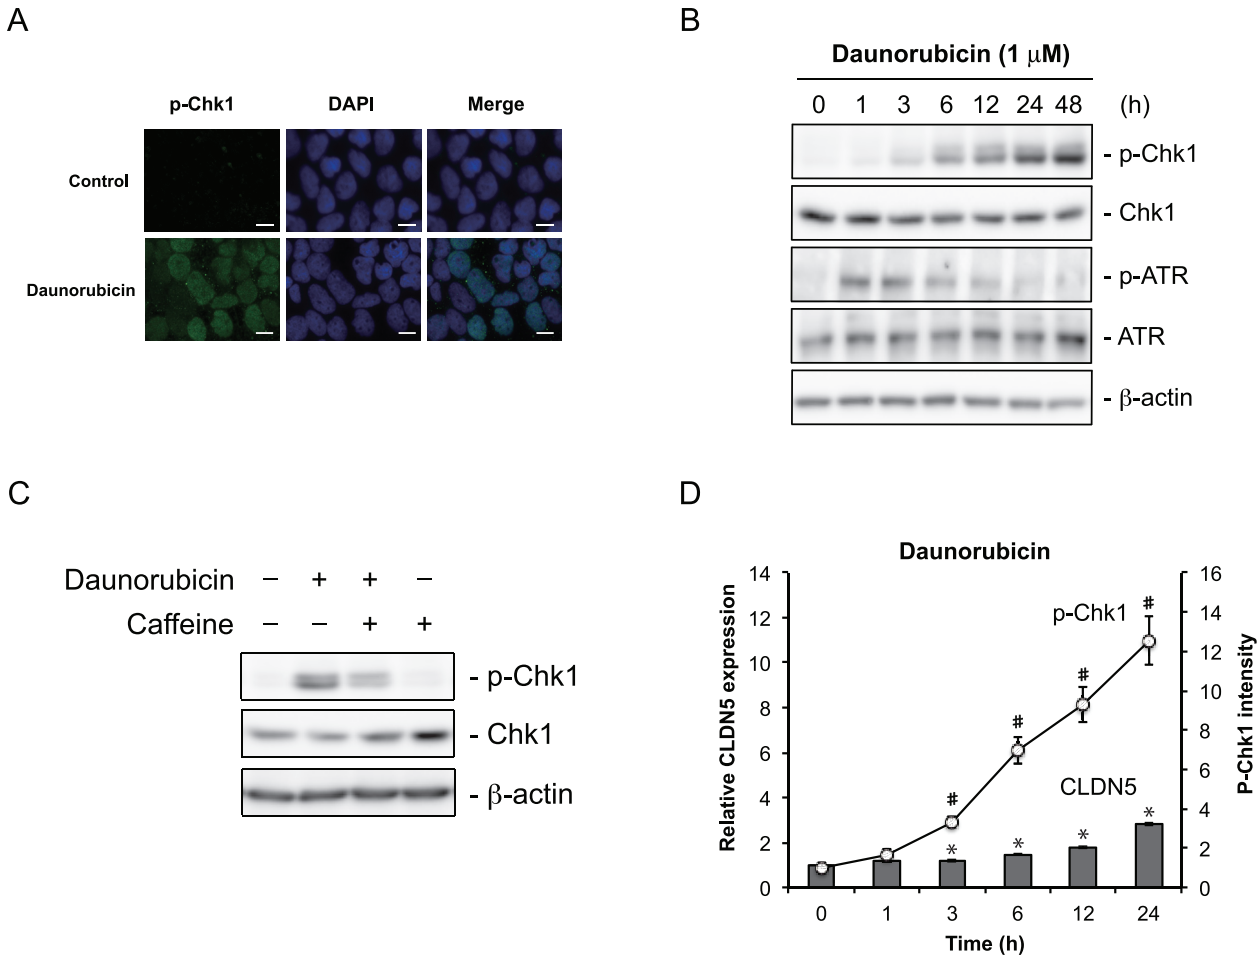 A
p-Chk1 DAPI Merge
Control
Daunorubicin
B
Daunorubicin (1 μM)
0 1 3 6 12 24 48 (h)
- p-Chk1
- Chk1
- p-ATR
- ATR
- β-actin
C
Daunorubicin − + + −
Caffeine − − + +
- p-Chk1
- Chk1
- β-actin
D
Daunorubicin
Relative CLDN5 expression
14
12
10
8
6
4
2
0
p-Chk1
CLDN5
# # # # #
* * * *
16
14
12
10
8
6
4
2
0
P-Chk1 intensity
0 1 3 6 12 24
Time (h)